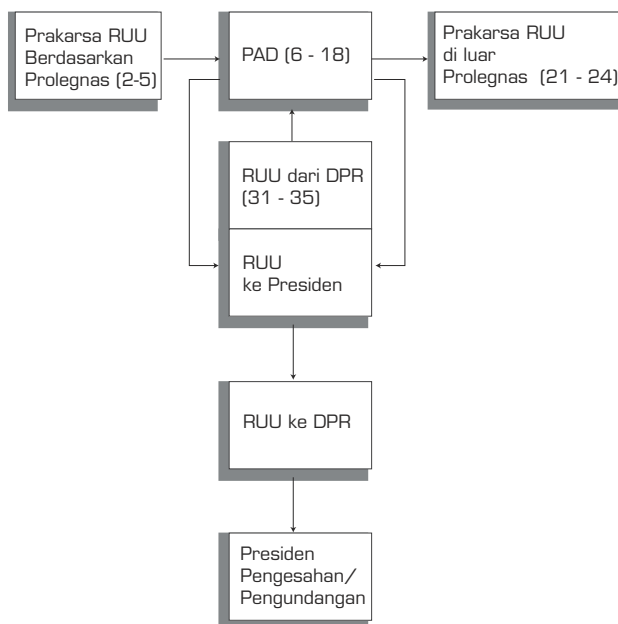 Prakarsa RUU
Berdasarkan
Prolegnas (2-5)
PAD (6 - 18)
Prakarsa RUU
di luar
Prolegnas (21 - 24)
RUU dari DPR
(31 - 35)
RUU
ke Presiden
RUU ke DPR
Presiden
Pengesahan/
Pengundangan